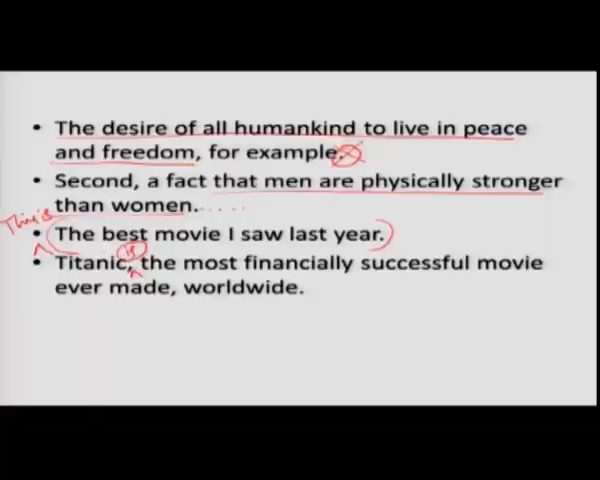 • The desire of all humankind to live in peace
and freedom, for example.
• Second, a fact that men are physically stronger
than women. .....
This is
• The best movie I saw last year.
is
• Titanic, the most financially successful movie
ever made, worldwide.